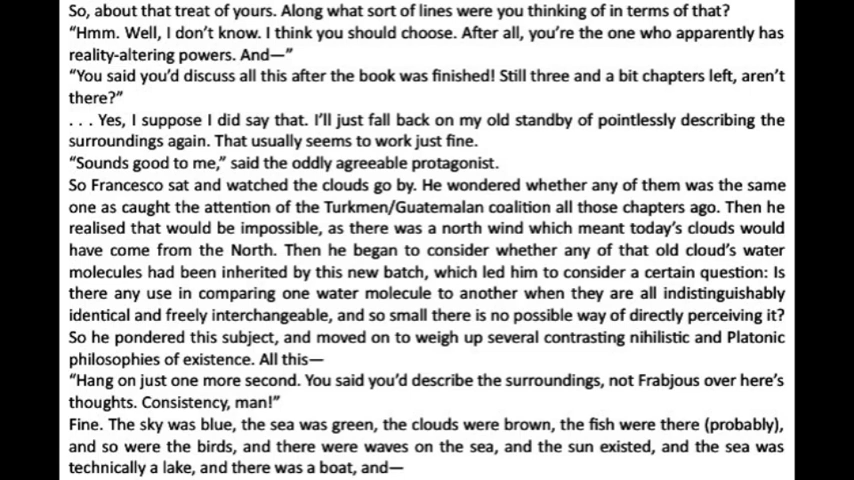 So, about that treat of yours. Along what sort of lines were you thinking of in terms of that?
“Hmm. Well, I don’t know. I think you should choose. After all, you’re the one who apparently has
reality-altering powers. And—”
“You said you’d discuss all this after the book was finished! Still three and a bit chapters left, aren’t
there?”
. . . Yes, I suppose I did say that. I’ll just fall back on my old standby of pointlessly describing the
surroundings again. That usually seems to work just fine.
“Sounds good to me,” said the oddly agreeable protagonist.
So Francesco sat and watched the clouds go by. He wondered whether any of them was the same
one as caught the attention of the Turkmen/Guatemalan coalition all those chapters ago. Then he
realised that would be impossible, as there was a north wind which meant today’s clouds would
have come from the North. Then he began to consider whether any of that old cloud’s water
molecules had been inherited by this new batch, which led him to consider a certain question: Is
there any use in comparing one water molecule to another when they are all indistinguishably
identical and freely interchangeable, and so small there is no possible way of directly perceiving it?
So he pondered this subject, and moved on to weigh up several contrasting nihilistic and Platonic
philosophies of existence. All this—
“Hang on just one more second. You said you’d describe the surroundings, not Frabjous over here’s
thoughts. Consistency, man!”
Fine. The sky was blue, the sea was green, the clouds were brown, the fish were there (probably),
and so were the birds, and there were waves on the sea, and the sun existed, and the sea was
technically a lake, and there was a boat, and—